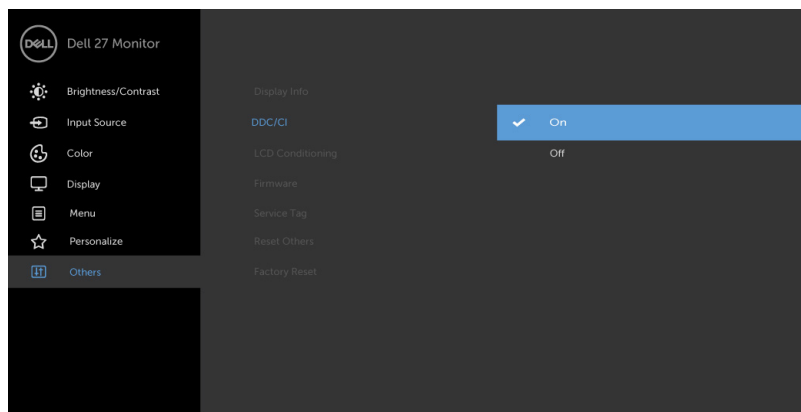 DELL Dell 27 Monitor
Brightness/Contrast
Display Info
Input Source
DDC/CI
On
Color
LCD Conditioning
Off
Display
Firmware
Menu
Service Tag
Personalize
Reset Others
Others
Factory Reset